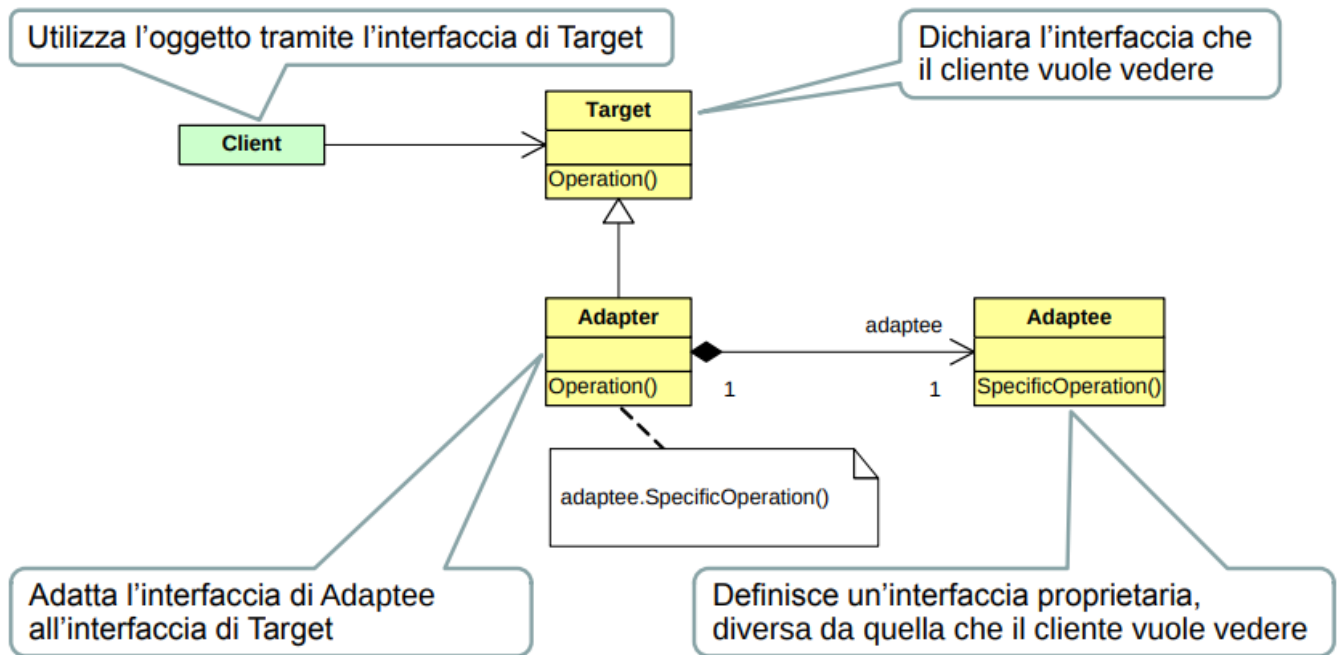 Utilizza l'oggetto tramite l'interfaccia di Target
Dichiara l'interfaccia che
il cliente vuole vedere
Target
Client
Operation()
Adapter
adaptee
Adaptee
Operation()
1
1
SpecificOperation()
adaptee.SpecificOperation()
Adatta l'interfaccia di Adaptee
all'interfaccia di Target
Definisce un'interfaccia proprietaria,
diversa da quella che il cliente vuole vedere